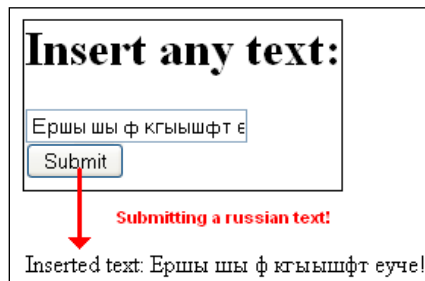 Insert any text:
Ершы шы ф кгыышфт е
Submit
Submitting a russian text!
Inserted text: Ершы шы ф кгыышфт еуче!